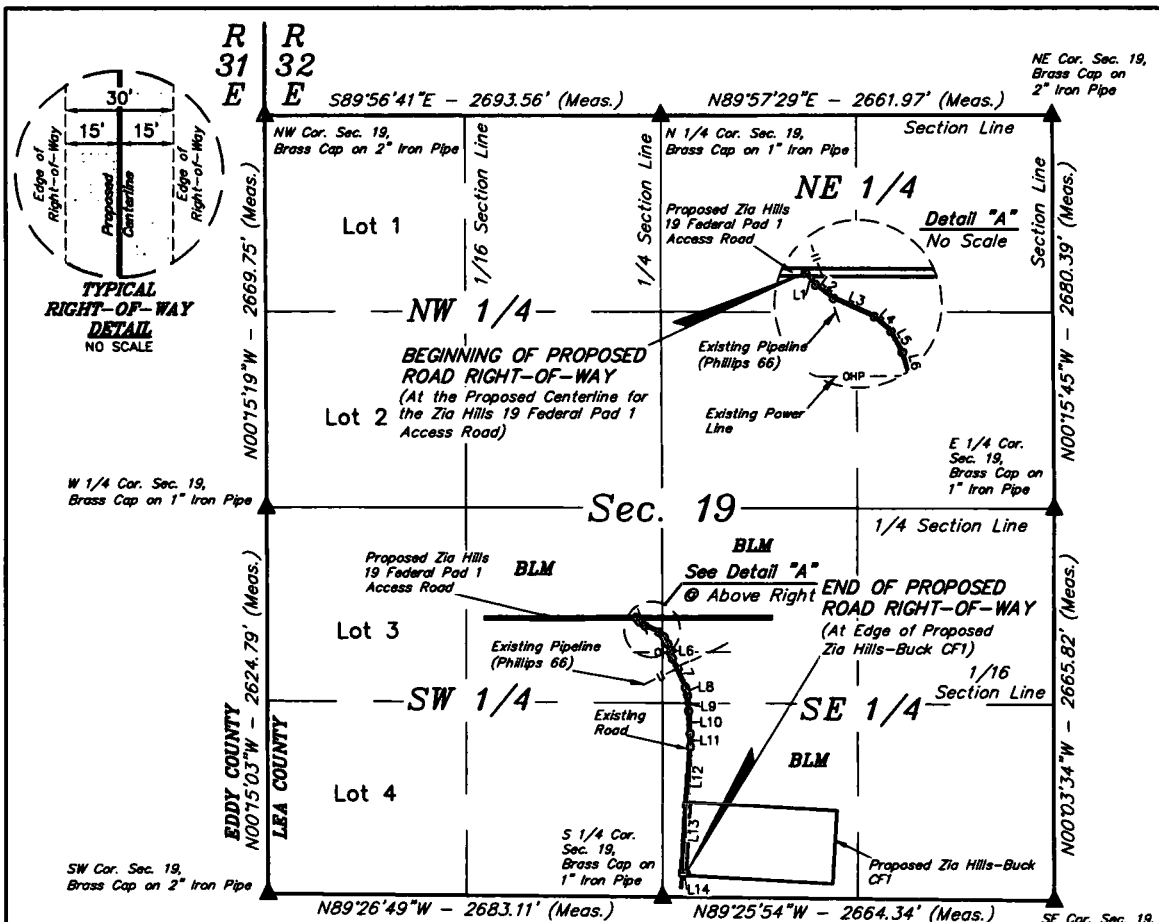 R R
31 32
E E
30'
15' 15'
Edge of
Right-of-Way
Proposed
Centerline
Edge of
Right-of-Way
TYPICAL
RIGHT-OF-WAY
DETAIL
NO SCALE
S89°56'41"E - 2693.56' (Meas.)
N89°57'29"E - 2661.97' (Meas.)
NE Cor. Sec. 19,
Brass Cap on
2" Iron Pipe
NW Cor. Sec. 19,
Brass Cap on 2" Iron Pipe
N 1/4 Cor. Sec. 19,
Brass Cap on 1" Iron Pipe
Section Line
1/16 Section Line
1/4 Section Line
Section Line
N00°15'19"W - 2669.75' (Meas.)
N00°15'45"W - 2680.39' (Meas.)
Lot 1
NE 1/4
Proposed Zia Hills
19 Federal Pad 1
Access Road
Detail "A"
No Scale
L1
L2
L3
L4
L5
L6
Existing Pipeline
(Phillips 66)
OHP
Existing Power
Line
NW 1/4
BEGINNING OF PROPOSED
ROAD RIGHT-OF-WAY
(At the Proposed Centerline for
the Zia Hills 19 Federal Pad 1
Access Road)
Lot 2
W 1/4 Cor. Sec. 19,
Brass Cap on 1" Iron Pipe
E 1/4 Cor.
Sec. 19,
Brass Cap on
1" Iron Pipe
Sec. 19
1/4 Section Line
Proposed Zia Hills
19 Federal Pad 1
Access Road
BLM
BLM
See Detail "A"
@ Above Right
END OF PROPOSED
ROAD RIGHT-OF-WAY
(At Edge of Proposed
Zia Hills-Buck CF1)
Lot 3
Existing Pipeline
(Phillips 66)
L6
L7
L8
L9
L10
L11
L12
L13
L14
1/16
Section Line
SW 1/4
SE 1/4
Existing
Road
BLM
Lot 4
EDDY COUNTY
LEA COUNTY
N00°15'03"W - 2624.79' (Meas.)
N00°03'34"W - 2665.82' (Meas.)
S 1/4 Cor.
Sec. 19,
Brass Cap on
1" Iron Pipe
Proposed Zia Hills-Buck
CF1
SW Cor. Sec. 19,
Brass Cap on 2" Iron Pipe
N89°26'49"W - 2683.11' (Meas.)
N89°25'54"W - 2664.34' (Meas.)
SE Cor. Sec. 19,